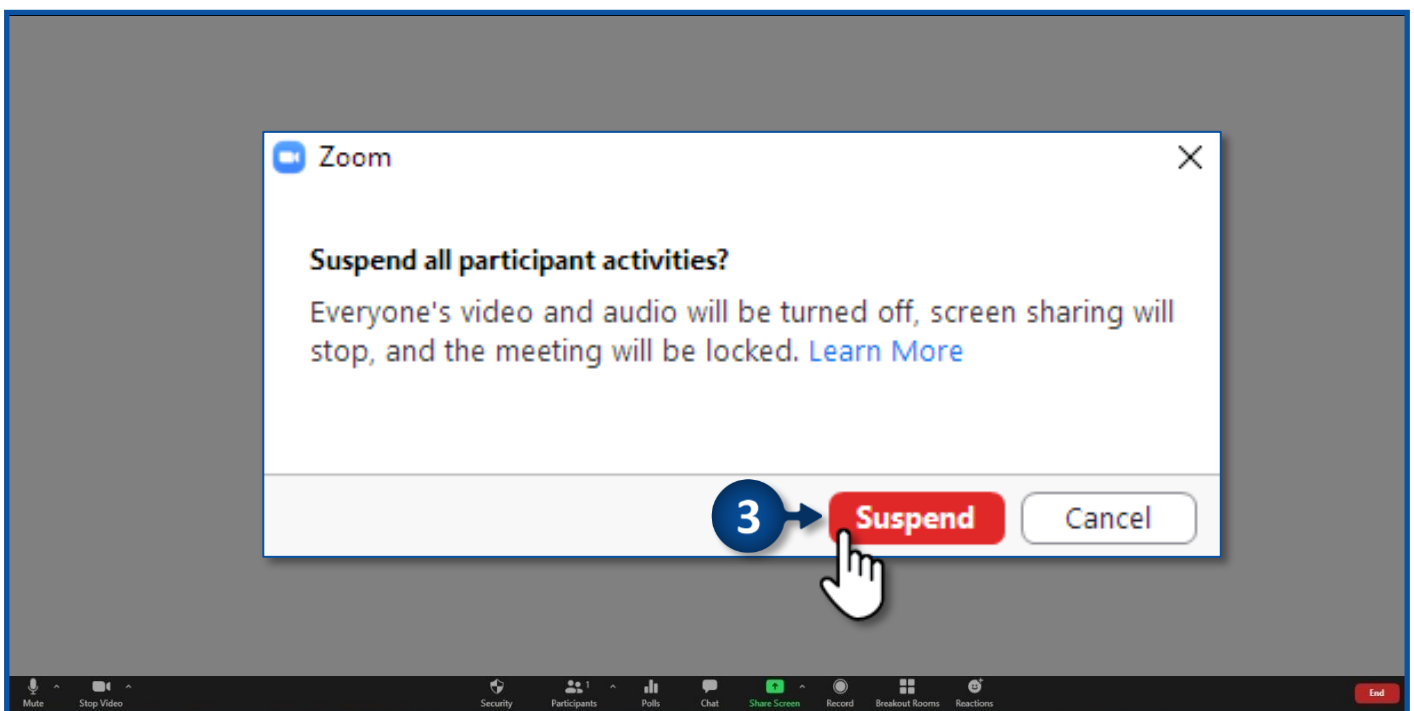 Zoom
Suspend all participant activities?
Everyone's video and audio will be turned off, screen sharing will
stop, and the meeting will be locked. Learn More
3
Suspend
Cancel
Mute
Stop Video
Security
1
Participants
Polls
Chat
Share Screen
Record
Breakout Rooms
Reactions
End